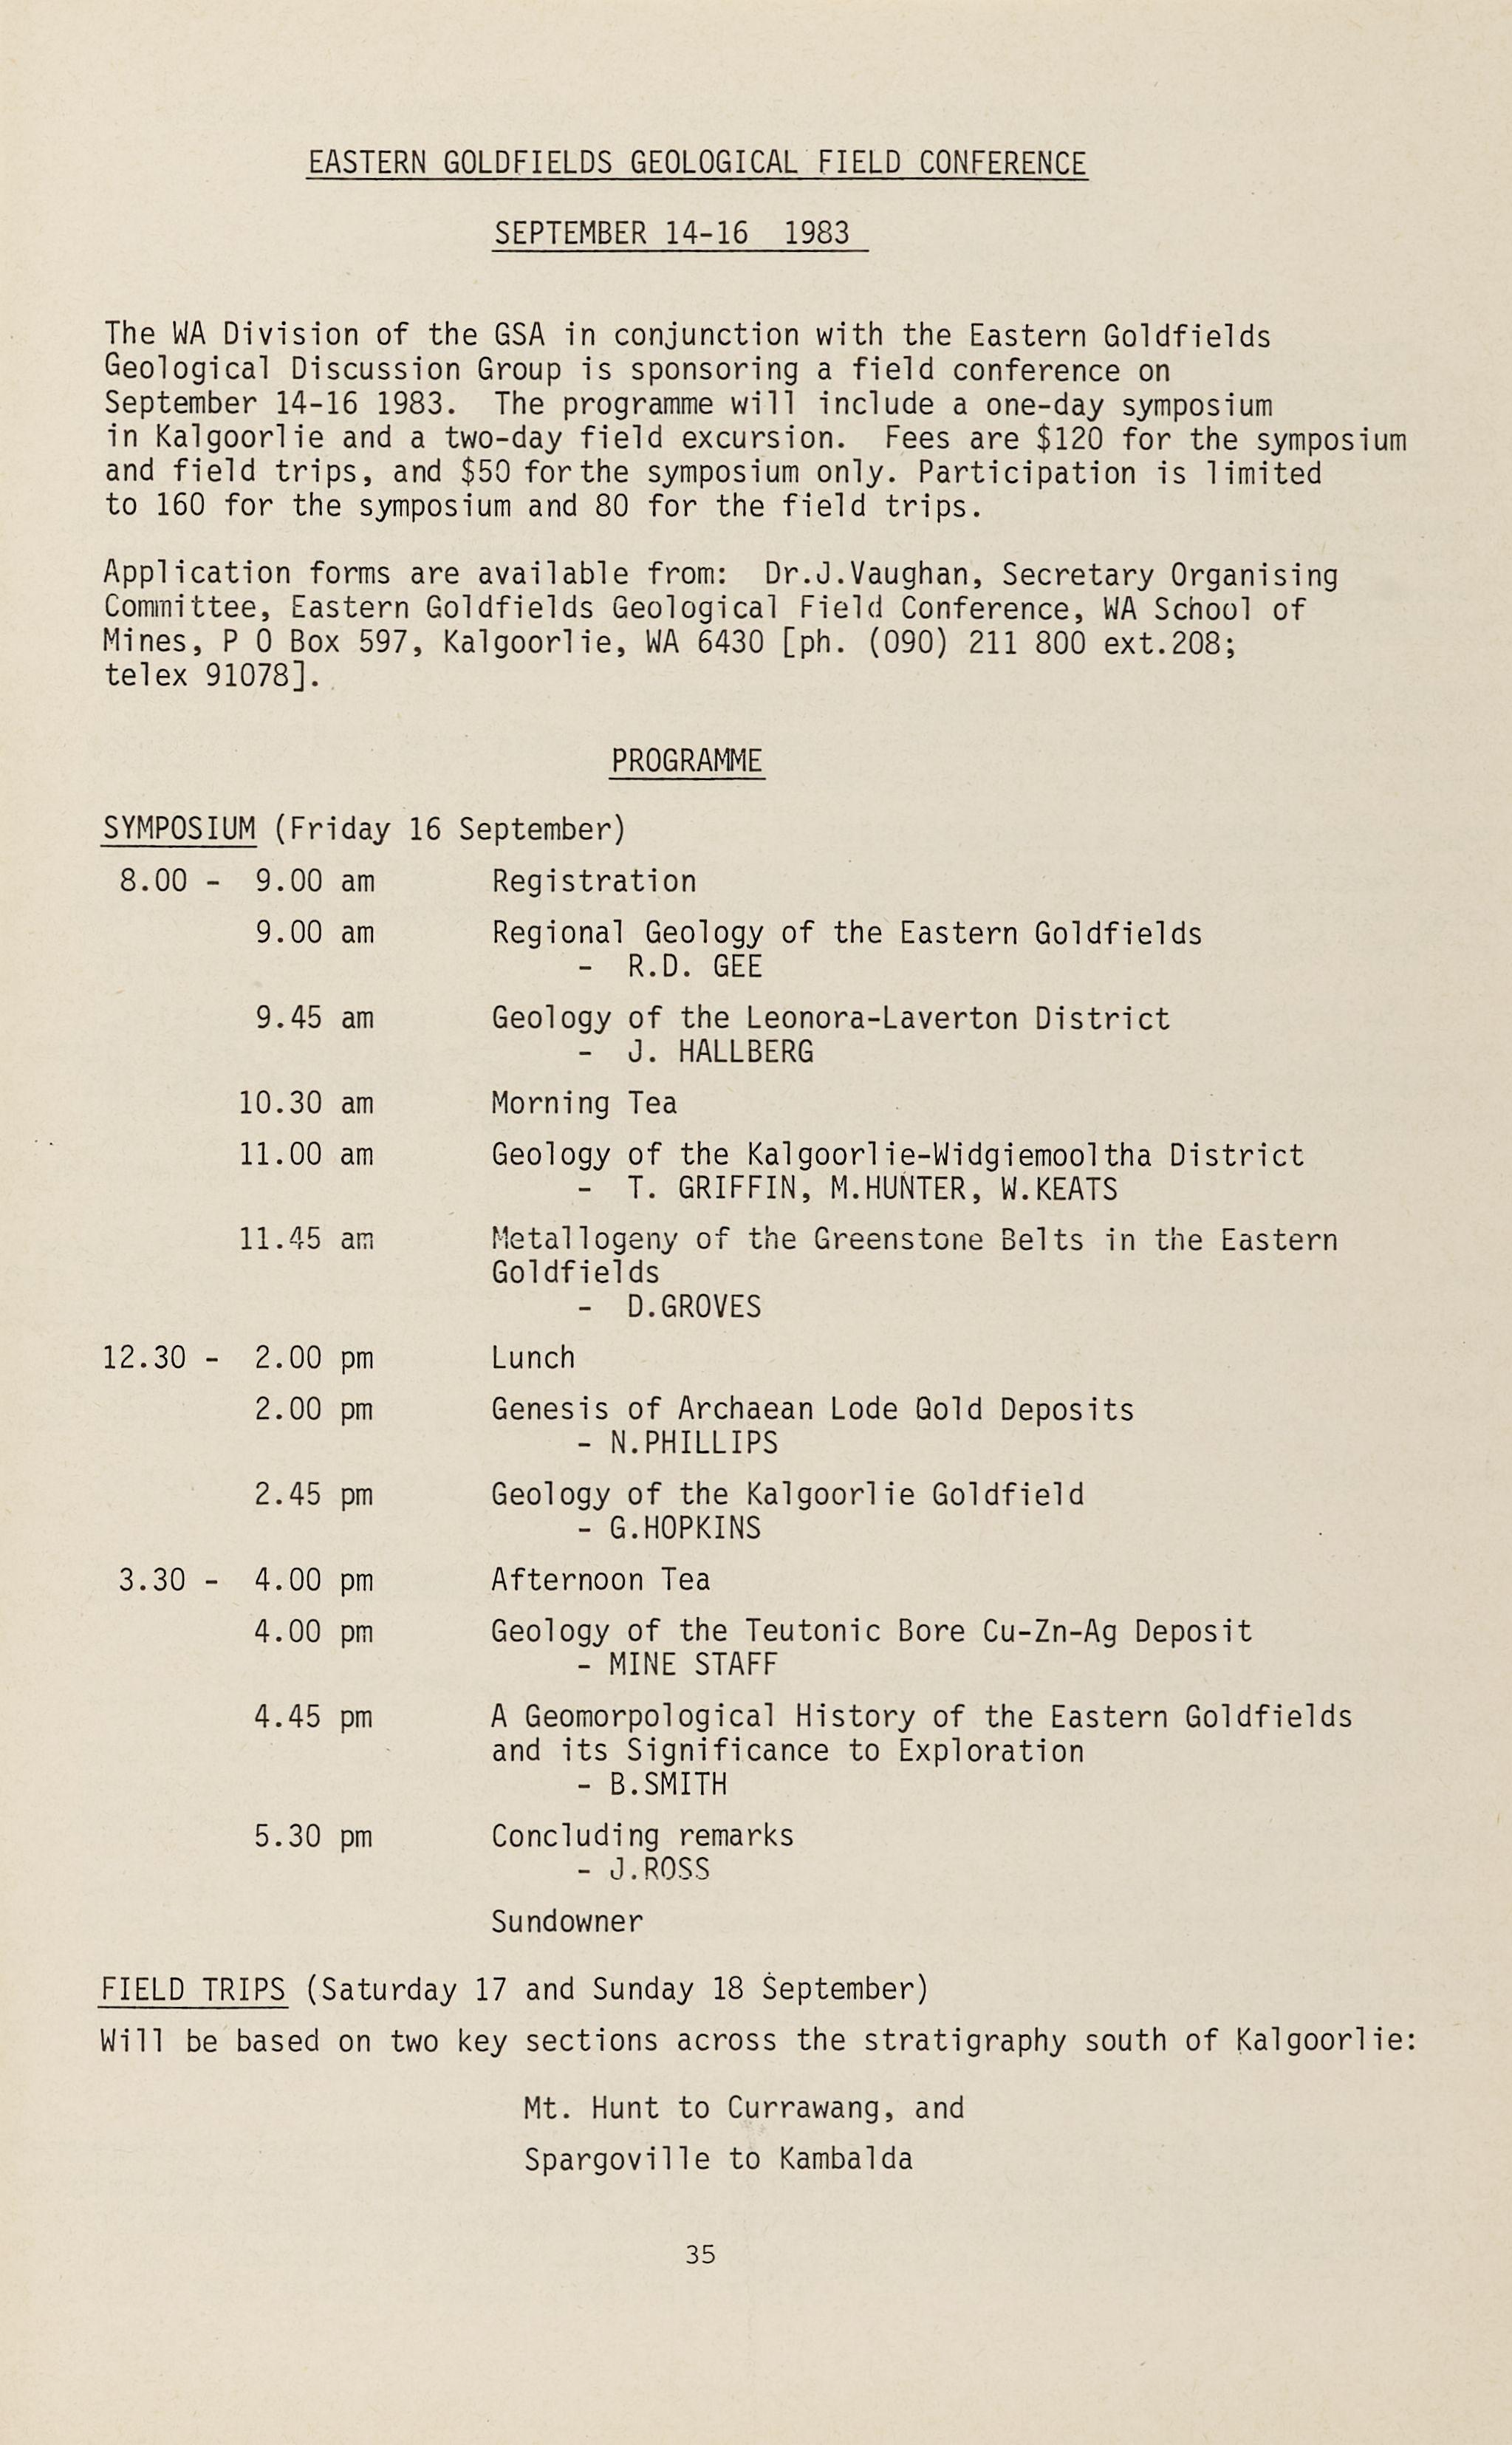 EASTERN GOLDFIELDS GEOLOGICAL FIELD CONFERENCE
SEPTEMBER 14-16 1983
The WA Division of the GSA in conjunction with the Eastern Goldfields
Geological Discussion Group is sponsoring a field conference on
September 14-16 1983. The programme will include a one-day symposium
in Kalgoorlie and a two-day field excursion. Fees are $120 for the symposium
and field trips, and $50 for the symposium only. Participation is limited
to 160 for the symposium and 80 for the field trips.
Application forms are available from: Dr.J.Vaughan, Secretary Organising
Committee, Eastern Goldfields Geological Field Conference, WA School of
Mines, P O Box 597, Kalgoorlie, WA 6430 [ph. (090) 211 800 ext.208;
telex 91078].
PROGRAMME
SYMPOSIUM (Friday 16 September)
8.00 - 9.00 am Registration
9.00 am Regional Geology of the Eastern Goldfields
- R.D. GEE
9.45 am Geology of the Leonora-Laverton District
- J. HALLBERG
10.30 am Morning Tea
11.00 am Geology of the Kalgoorlie-Widgiemooltha District
- T. GRIFFIN, M.HUNTER, W.KEATS
11.45 am Metallogeny of the Greenstone Belts in the Eastern
Goldfields
- D.GROVES
12.30 - 2.00 pm Lunch
2.00 pm Genesis of Archaean Lode Gold Deposits
- N.PHILLIPS
2.45 pm Geology of the Kalgoorlie Goldfield
- G.HOPKINS
3.30 - 4.00 pm Afternoon Tea
4.00 pm Geology of the Teutonic Bore Cu-Zn-Ag Deposit
- MINE STAFF
4.45 pm A Geomorpological History of the Eastern Goldfields
and its Significance to Exploration
- B.SMITH
5.30 pm Concluding remarks
- J.ROSS
Sundowner
FIELD TRIPS (Saturday 17 and Sunday 18 September)
Will be based on two key sections across the stratigraphy south of Kalgoorlie:
Mt. Hunt to Currawang, and
Spargoville to Kambalda
35